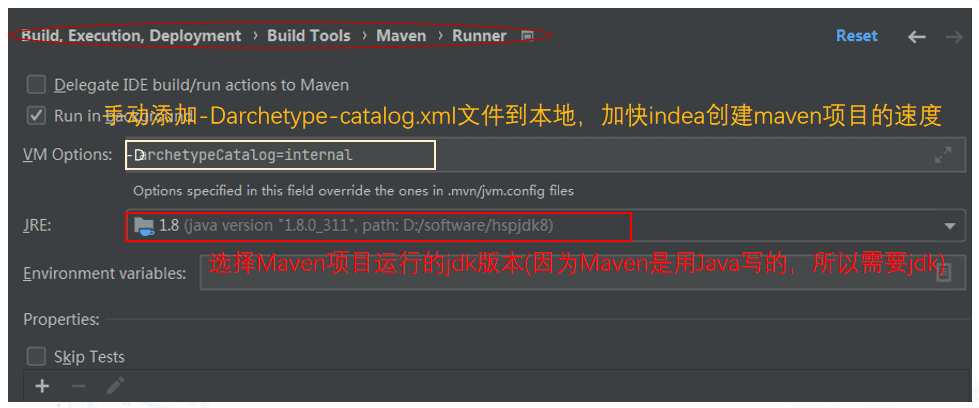 Build, Execution, Deployment › Build Tools › Maven › Runner
Reset
Delegate IDE build/run actions to Maven
Run in background
手动添加-Darchetype-catalog.xml文件到本地，加快indea创建maven项目的速度
VM Options: -DarchetypeCatalog=internal
Options specified in this field override the ones in .mvn/jvm.config files
JRE: 1.8 (java version "1.8.0_311", path: D:/software/hspjdk8)
选择Maven项目运行的jdk版本(因为Maven是用Java写的，所以需要jdk)
Environment variables:
Properties:
Skip Tests